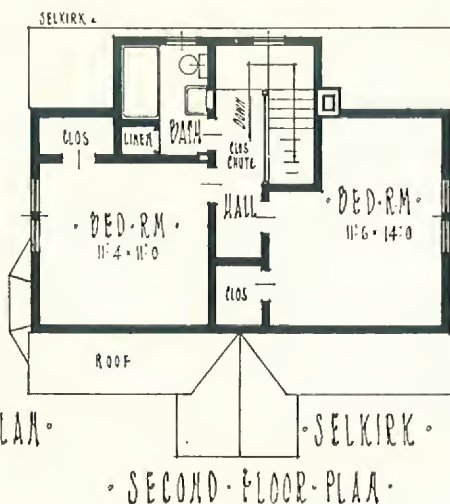 SELKIRK
CLOS
LINEN
BATH
DOWN
CLOS
CHUTE
· BED·RM ·
11'·4 × 11'·0
HALL
· BED·RM ·
11'·6 × 14'·0
CLOS
ROOF
LAN·
·SELKIRK·
·SECOND·FLOOR·PLAN·